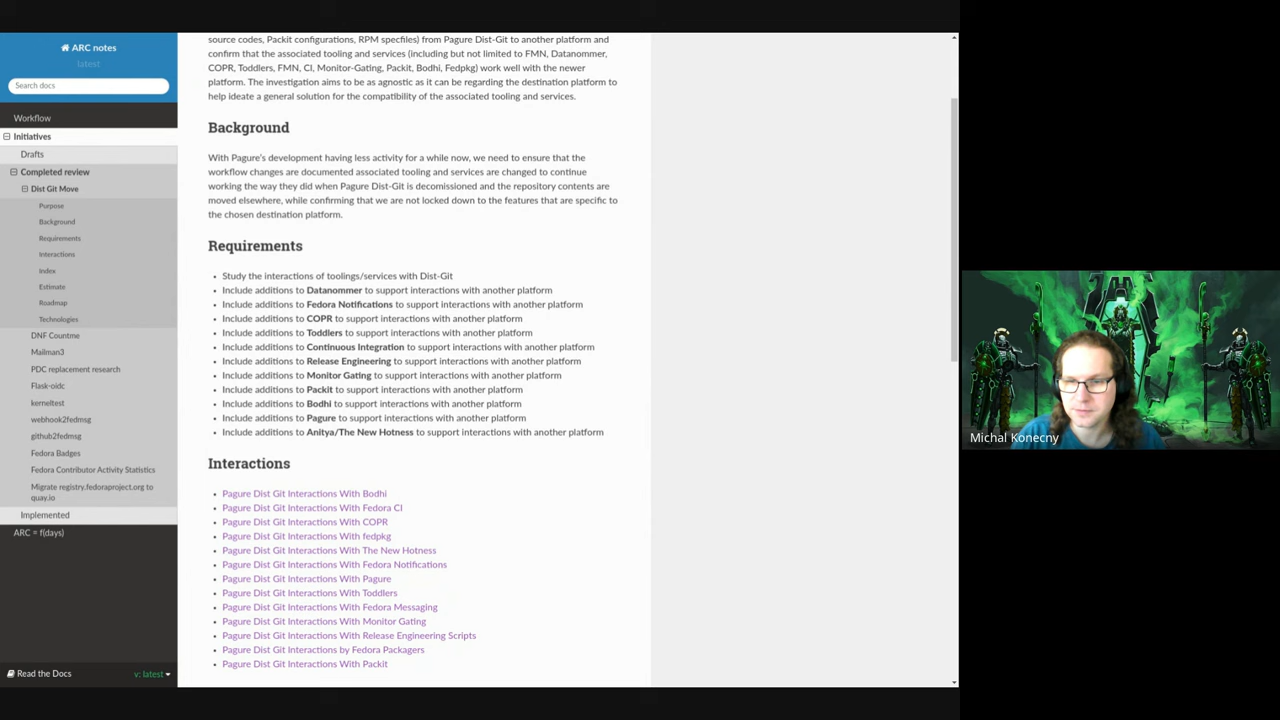 ARC notes
latest
Search docs
Workflow
Initiatives
Drafts
Completed review
Dist Git Move
Purpose
Background
Requirements
Interactions
index
Estimate
Roadmap
Technologies
DNF Countme
Mailman3
PDC replacement research
Flask-oidc
kerneltest
webhook2fedmsg
github2fedmsg
Fedora Badges
Fedora Contributor Activity Statistics
Migrate registry.fedoraproject.org to
quay.io
Implemented
ARC = f(days)
Read the Docs
v: latest
source codes, Packit configurations, RPM specfiles) from Pagure Dist-Git to another platform and
confirm that the associated tooling and services (including but not limited to FMN, Datanommer,
COPR, Toddlers, FMN, CI, Monitor-Gating, Packit, Bodhi, Fedpkg) work well with the newer
platform. The investigation aims to be as agnostic as it can be regarding the destination platform to
help ideate a general solution for the compatibility of the associated tooling and services.
Background
With Pagure's development having less activity for a while now, we need to ensure that the
workflow changes are documented associated tooling and services are changed to continue
working the way they did when Pagure Dist-Git is decomissioned and the repository contents are
moved elsewhere, while confirming that we are not locked down to the features that are specific to
the chosen destination platform.
Requirements
Study the interactions of toolings/services with Dist-Git
Include additions to Datanommer to support interactions with another platform
Include additions to Fedora Notifications to support interactions with another platform
Include additions to COPR to support interactions with another platform
Include additions to Toddlers to support interactions with another platform
Include additions to Continuous Integration to support interactions with another platform
Include additions to Release Engineering to support interactions with another platform
Include additions to Monitor Gating to support interactions with another platform
Include additions to Packit to support interactions with another platform
Include additions to Bodhi to support interactions with another platform
Include additions to Pagure to support interactions with another platform
Include additions to Anitya/The New Hotness to support interactions with another platform
Interactions
Pagure Dist Git Interactions With Bodhi
Pagure Dist Git Interactions With Fedora CI
Pagure Dist Git Interactions With COPR
Pagure Dist Git Interactions With fedpkg
Pagure Dist Git Interactions With The New Hotness
Pagure Dist Git Interactions With Fedora Notifications
Pagure Dist Git Interactions With Pagure
Pagure Dist Git Interactions With Toddlers
Pagure Dist Git Interactions With Fedora Messaging
Pagure Dist Git Interactions With Monitor Gating
Pagure Dist Git Interactions With Release Engineering Scripts
Pagure Dist Git Interactions by Fedora Packagers
Pagure Dist Git Interactions With Packit
Michal Konecny